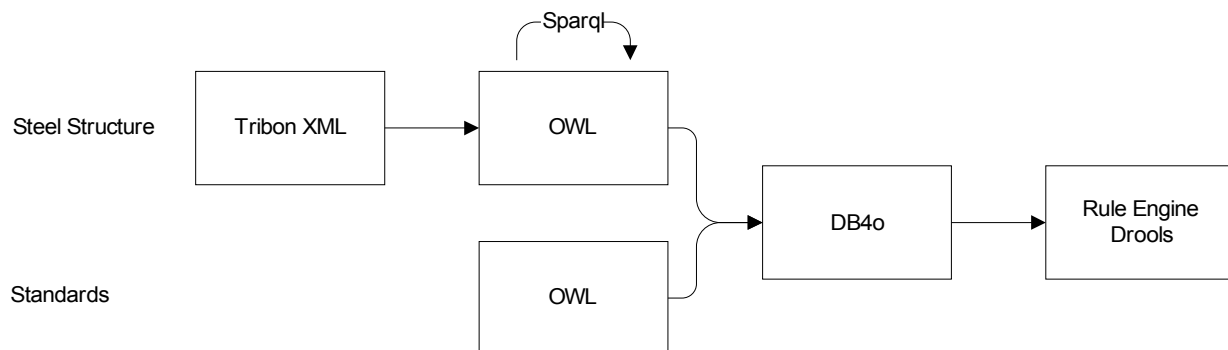 Sparql
Steel Structure
Tribon XML
OWL
DB4o
Rule Engine
Drools
Standards
OWL